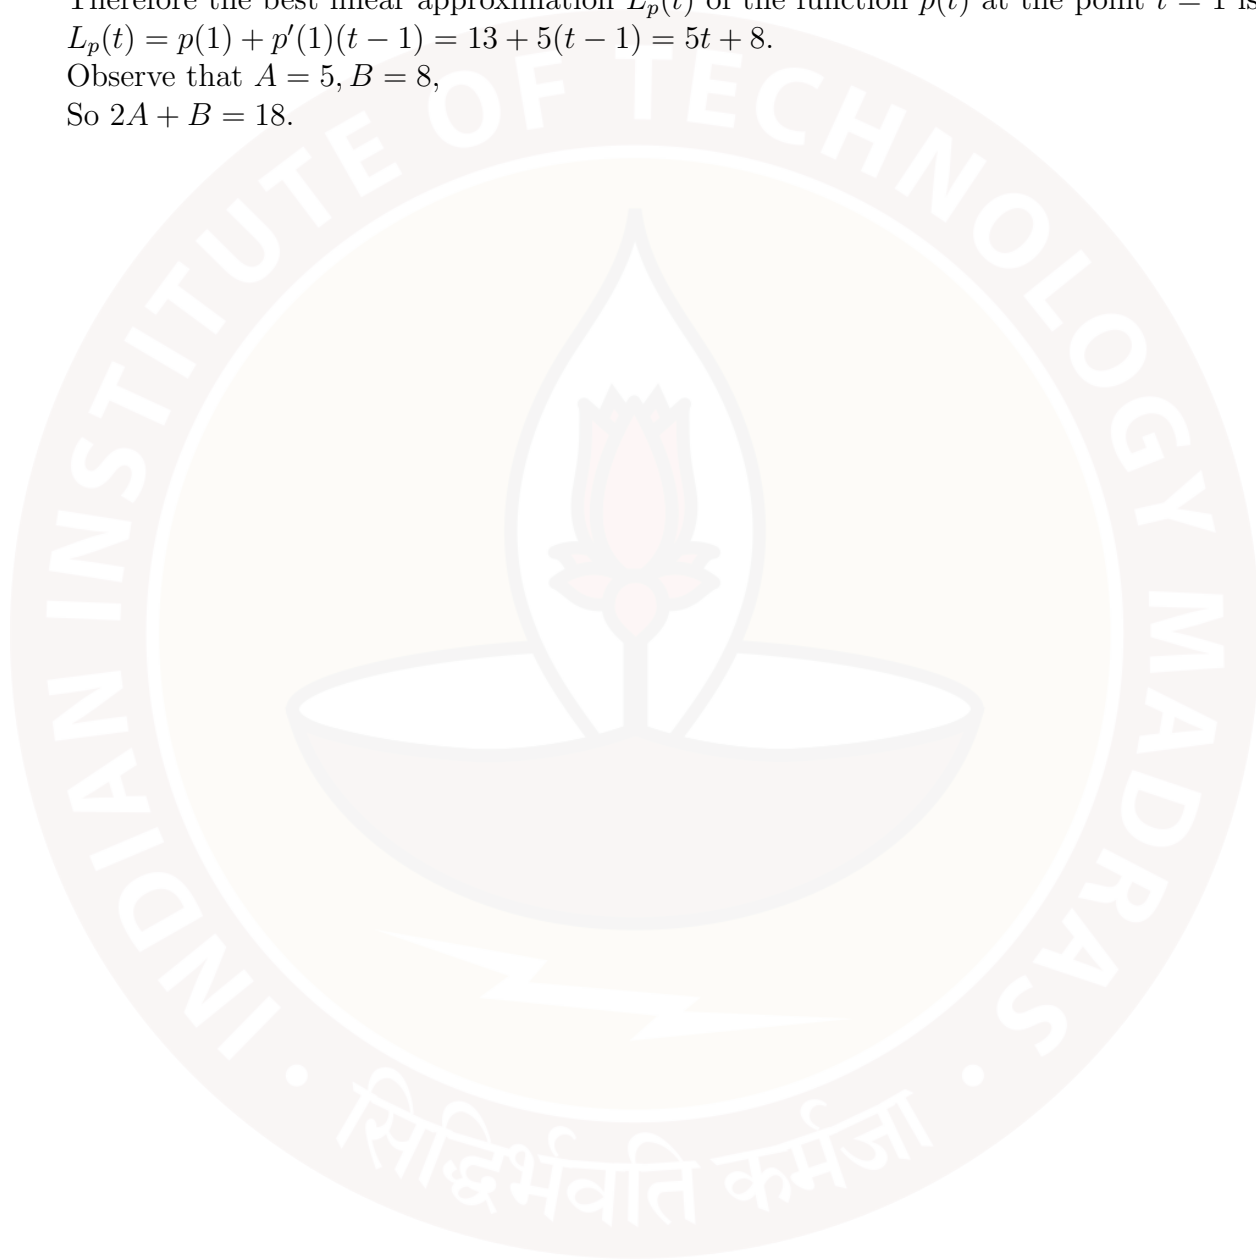 Therefore the best linear approximation L_p(t) of the function p(t) at the point t = 1 is
L_p(t) = p(1) + p′(1)(t − 1) = 13 + 5(t − 1) = 5t + 8.
Observe that A = 5, B = 8,
So 2A + B = 18.
INDIAN INSTITUTE OF TECHNOLOGY MADRAS
सिद्धिर्भवति कर्मजा